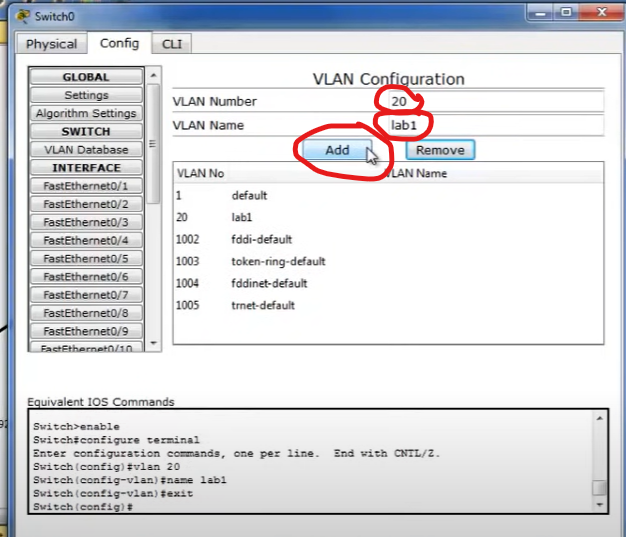 Switch0
Physical Config CLI
GLOBAL
Settings
Algorithm Settings
SWITCH
VLAN Database
INTERFACE
FastEthernet0/1
FastEthernet0/2
FastEthernet0/3
FastEthernet0/4
FastEthernet0/5
FastEthernet0/6
FastEthernet0/7
FastEthernet0/8
FastEthernet0/9
FastEthernet0/10
VLAN Configuration
VLAN Number 20
VLAN Name lab1
Add Remove
VLAN No VLAN Name
1 default
20 lab1
1002 fddi-default
1003 token-ring-default
1004 fddinet-default
1005 trnet-default
Equivalent IOS Commands
Switch>enable
Switch#configure terminal
Enter configuration commands, one per line. End with CNTL/Z.
Switch(config)#vlan 20
Switch(config-vlan)#name lab1
Switch(config-vlan)#exit
Switch(config)#